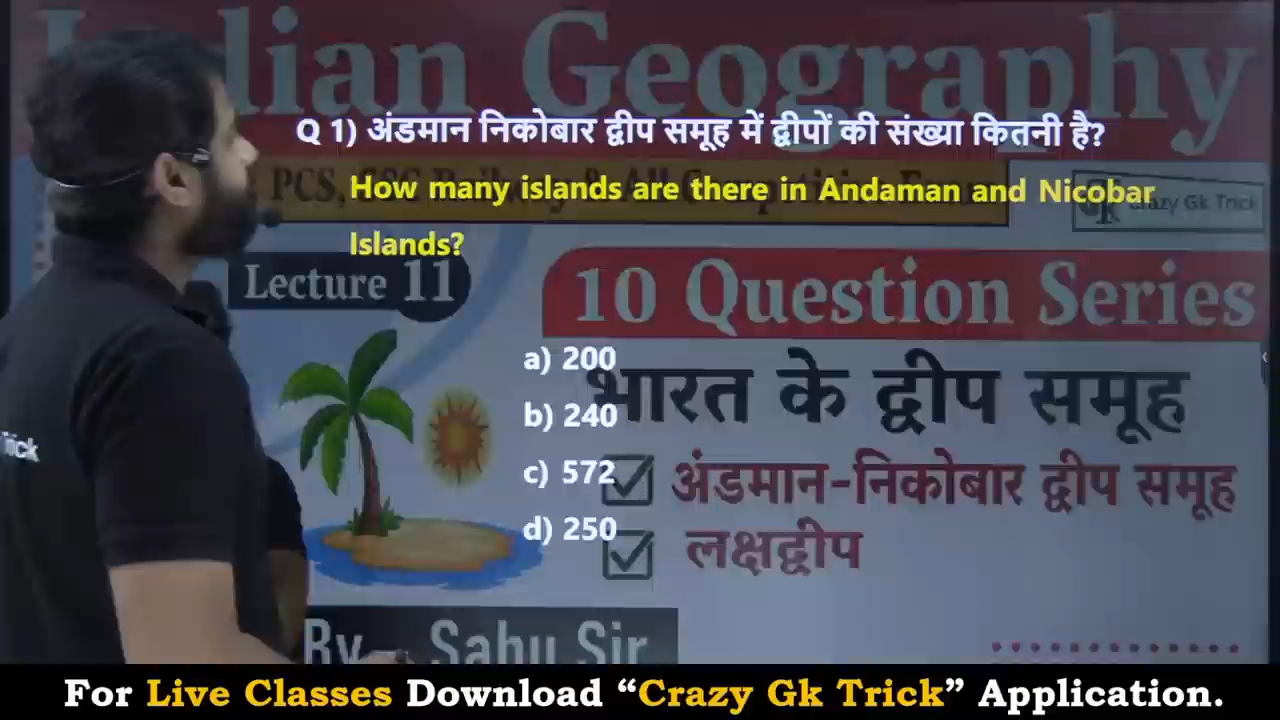 Indian Geography
Q 1) अंडमान निकोबार द्वीप समूह में द्वीपों की संख्या कितनी है?
How many islands are there in Andaman and Nicobar
Islands?
PCS,
Crazy Gk Trick
Lecture 11
10 Question Series
a) 200
b) 240
c) 572
d) 250
भारत के द्वीप समूह
अंडमान-निकोबार द्वीप समूह
लक्षद्वीप
By - Sahu Sir
For Live Classes Download “Crazy Gk Trick” Application.